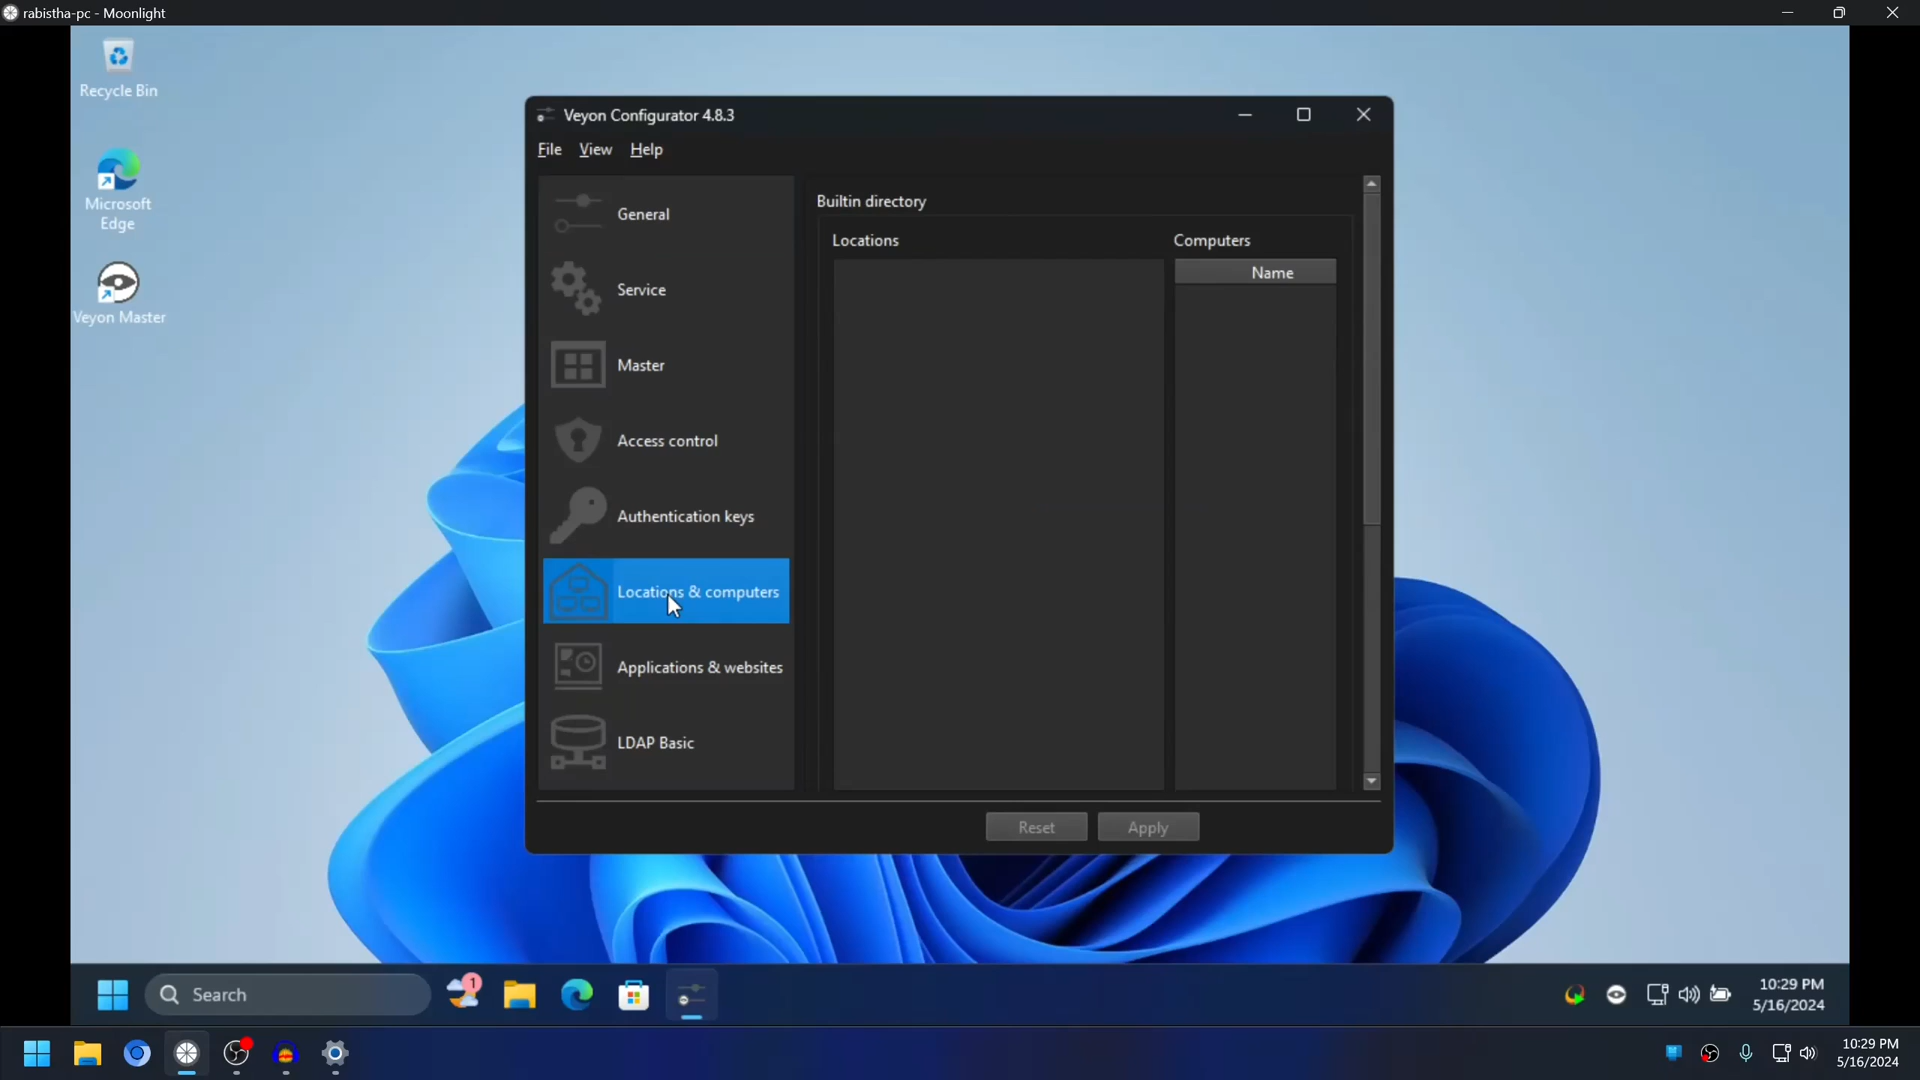 rabistha-pc - Moonlight
Recycle Bin
Microsoft
Edge
Veyon Master
Veyon Configurator 4.8.3
File View Help
General
Service
Master
Access control
Authentication keys
Locations & computers
Applications & websites
LDAP Basic
Builtin directory
Locations
Computers
Name
Reset
Apply
Search
1
10:29 PM
5/16/2024
10:29 PM
5/16/2024